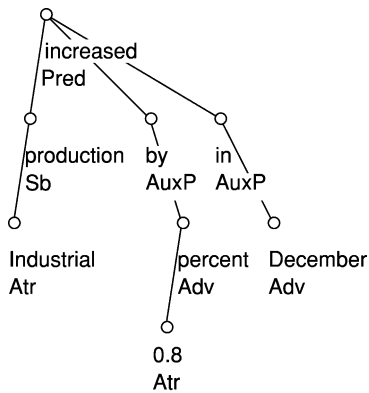 increased
Pred
production by in
Sb AuxP AuxP
Industrial percent December
Atr Adv Adv
0.8
Atr